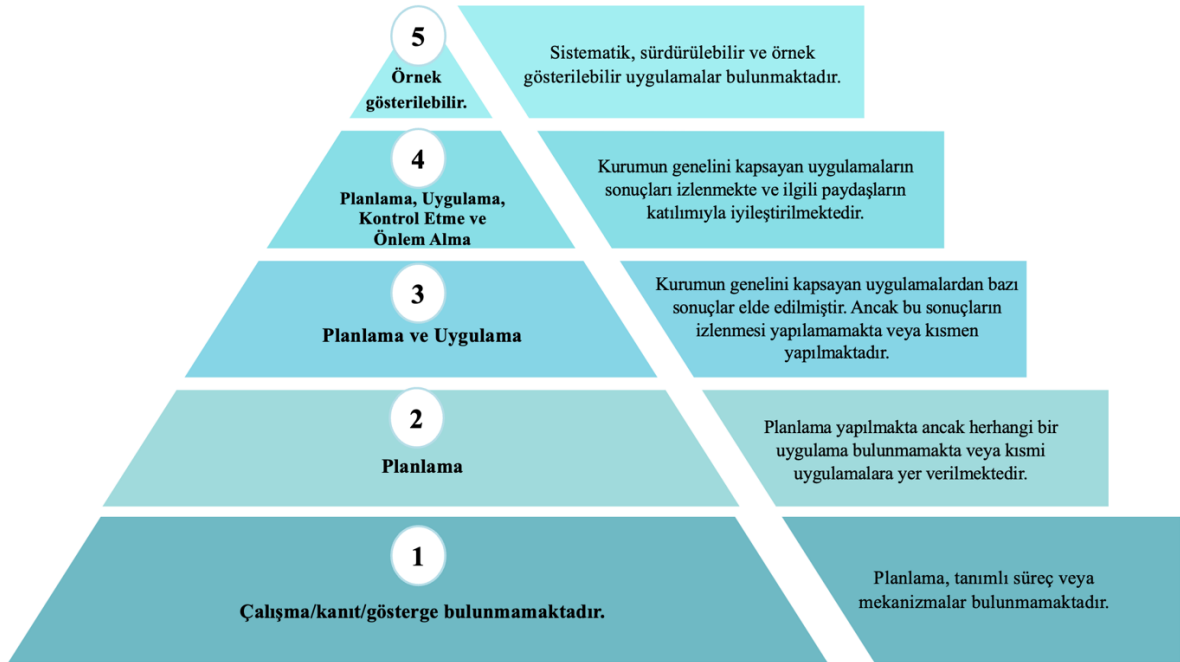 5
Örnek
gösterilebilir.
Sistematik, sürdürülebilir ve örnek
gösterilebilir uygulamalar bulunmaktadır.
4
Planlama, Uygulama,
Kontrol Etme ve
Önlem Alma
Kurumun genelini kapsayan uygulamaların
sonuçları izlenmekte ve ilgili paydaşların
katılımıyla iyileştirilmektedir.
3
Planlama ve Uygulama
Kurumun genelini kapsayan uygulamalardan bazı
sonuçlar elde edilmiştir. Ancak bu sonuçların
izlenmesi yapılamamakta veya kısmen
yapılmaktadır.
2
Planlama
Planlama yapılmakta ancak herhangi bir
uygulama bulunmamakta veya kısmi
uygulamalara yer verilmektedir.
1
Çalışma/kanıt/gösterge bulunmamaktadır.
Planlama, tanımlı süreç veya
mekanizmalar bulunmamaktadır.